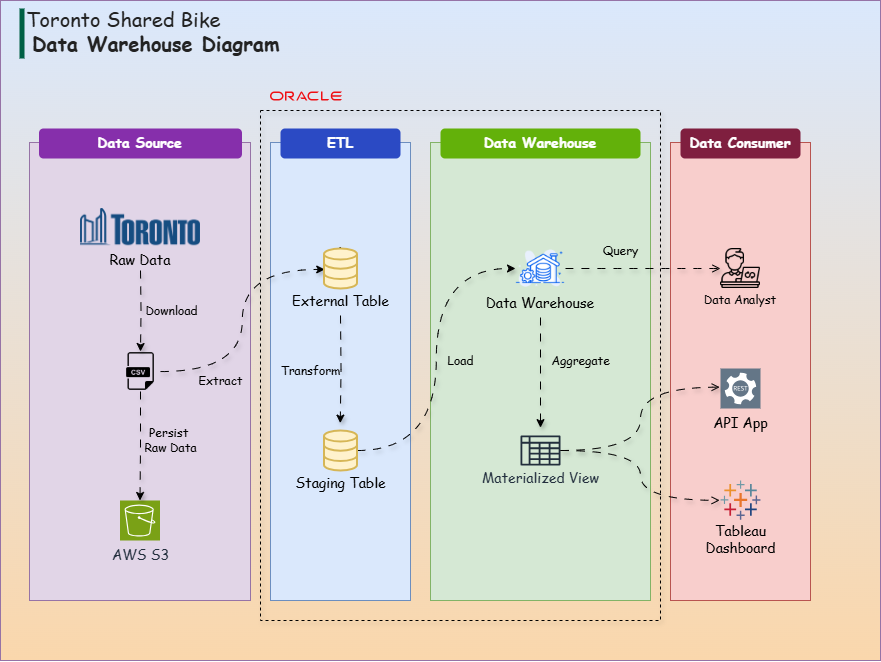 Toronto Shared Bike
Data Warehouse Diagram
ORACLE
Data Source
ETL
Data Warehouse
Data Consumer
TORONTO
Raw Data
Download
CSV
Extract
Persist
Raw Data
AWS S3
External Table
Transform
Staging Table
Load
Data Warehouse
Aggregate
Materialized View
Query
Data Analyst
REST
API App
Tableau
Dashboard